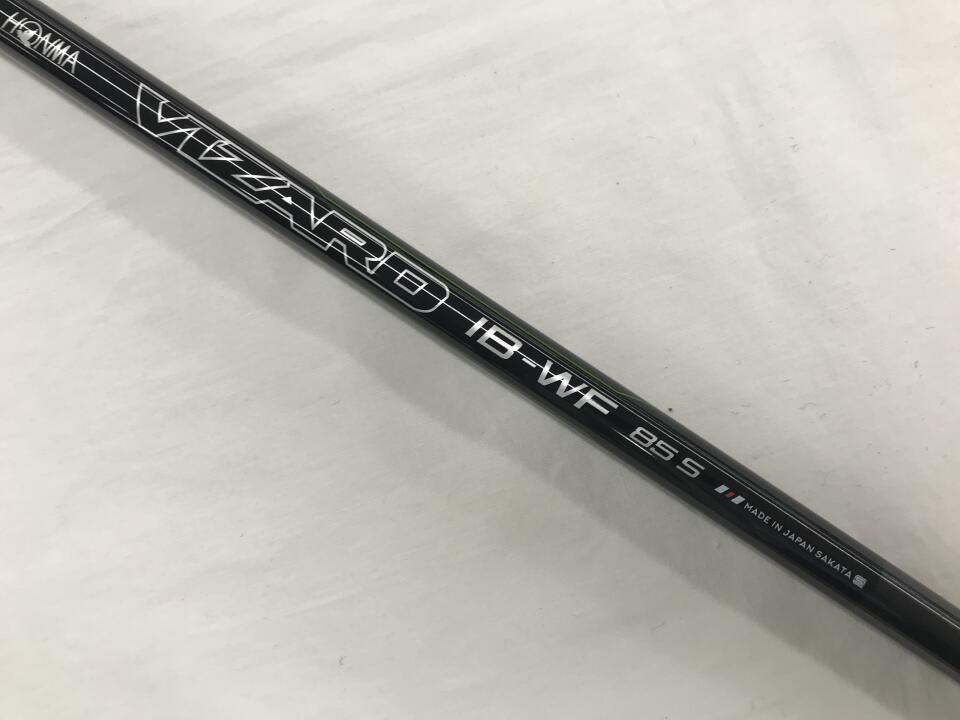 HONMA
VIZARD
IB-WF
85 S
MADE IN JAPAN SAKATA